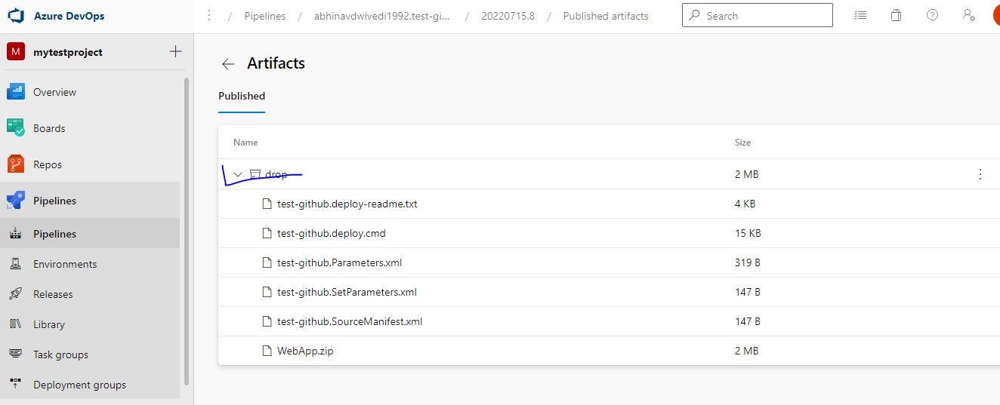 Azure DevOps
/ Pipelines / abhinavdwivedi1992.test-gi... / 20220715.8 / Published artifacts
Search
M mytestproject
Overview
Boards
Repos
Pipelines
Pipelines
Environments
Releases
Library
Task groups
Deployment groups
Artifacts
Published
Name Size
drop 2 MB
test-github.deploy-readme.txt 4 KB
test-github.deploy.cmd 15 KB
test-github.Parameters.xml 319 B
test-github.SetParameters.xml 147 B
test-github.SourceManifest.xml 147 B
WebApp.zip 2 MB